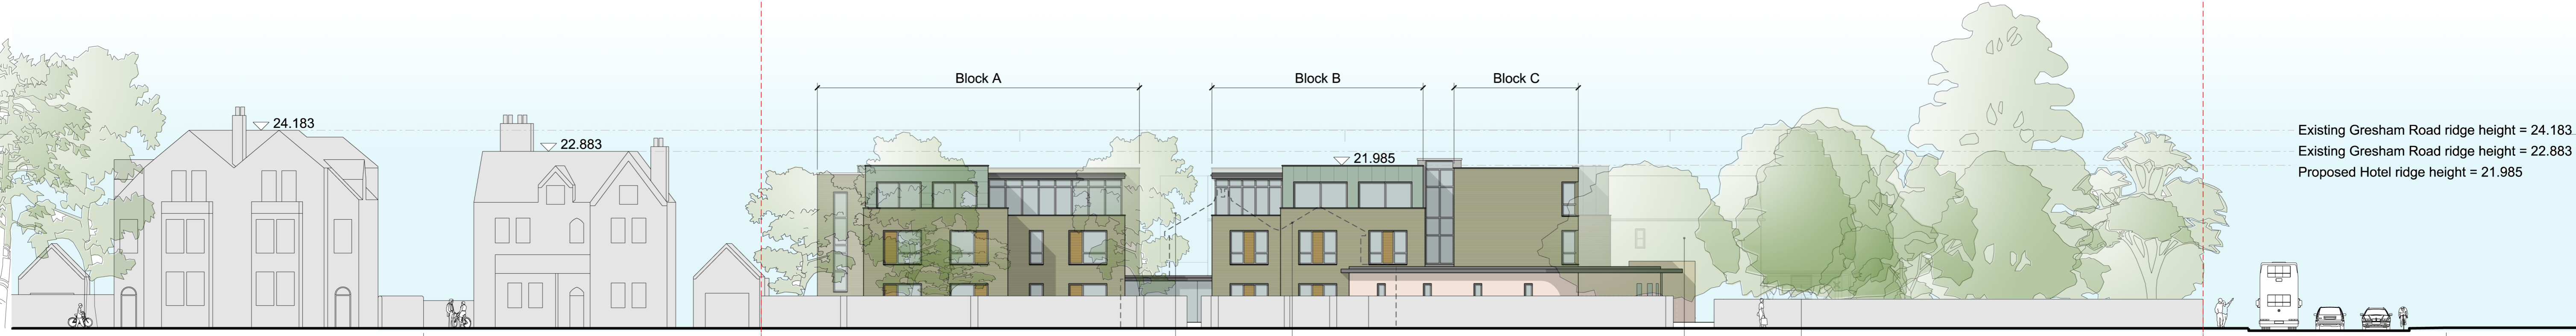 Block A
Block B
Block C
24.183
22.883
21.985
Existing Gresham Road ridge height = 24.183
Existing Gresham Road ridge height = 22.883
Proposed Hotel ridge height = 21.985